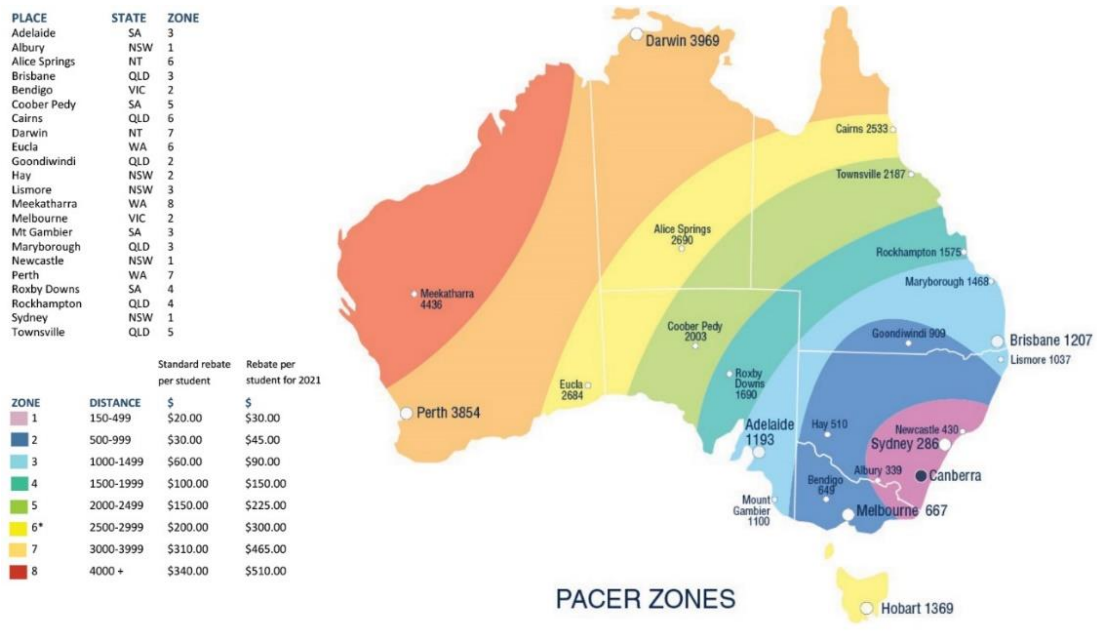 PLACE STATE ZONE
Adelaide SA 3
Albury NSW 1
Alice Springs NT 6
Brisbane QLD 3
Bendigo VIC 2
Coober Pedy SA 5
Cairns QLD 6
Darwin NT 7
Eucla WA 6
Goondiwindi QLD 2
Hay NSW 2
Lismore NSW 3
Meekatharra WA 8
Melbourne VIC 2
Mt Gambier SA 3
Maryborough QLD 3
Newcastle NSW 1
Perth WA 7
Roxby Downs SA 4
Rockhampton QLD 4
Sydney NSW 1
Townsville QLD 5
Standard rebate Rebate per
per student student for 2021
ZONE DISTANCE $ $
1 150-499 $20.00 $30.00
2 500-999 $30.00 $45.00
3 1000-1499 $60.00 $90.00
4 1500-1999 $100.00 $150.00
5 2000-2499 $150.00 $225.00
6* 2500-2999 $200.00 $300.00
7 3000-3999 $310.00 $465.00
8 4000 + $340.00 $510.00
Darwin 3969
Cairns 2533
Townsville 2187
Alice Springs
2690
Rockhampton 1575
Maryborough 1468
Meekatharra
4436
Coober Pedy
2003
Goondiwindi 909
Brisbane 1207
Lismore 1037
Roxby
Downs
1690
Eucla
2684
Perth 3854
Adelaide
1193
Hay 510
Newcastle 430
Sydney 286
Albury 339
Canberra
Bendigo
649
Mount
Gambier
1100
Melbourne 667
PACER ZONES
Hobart 1369